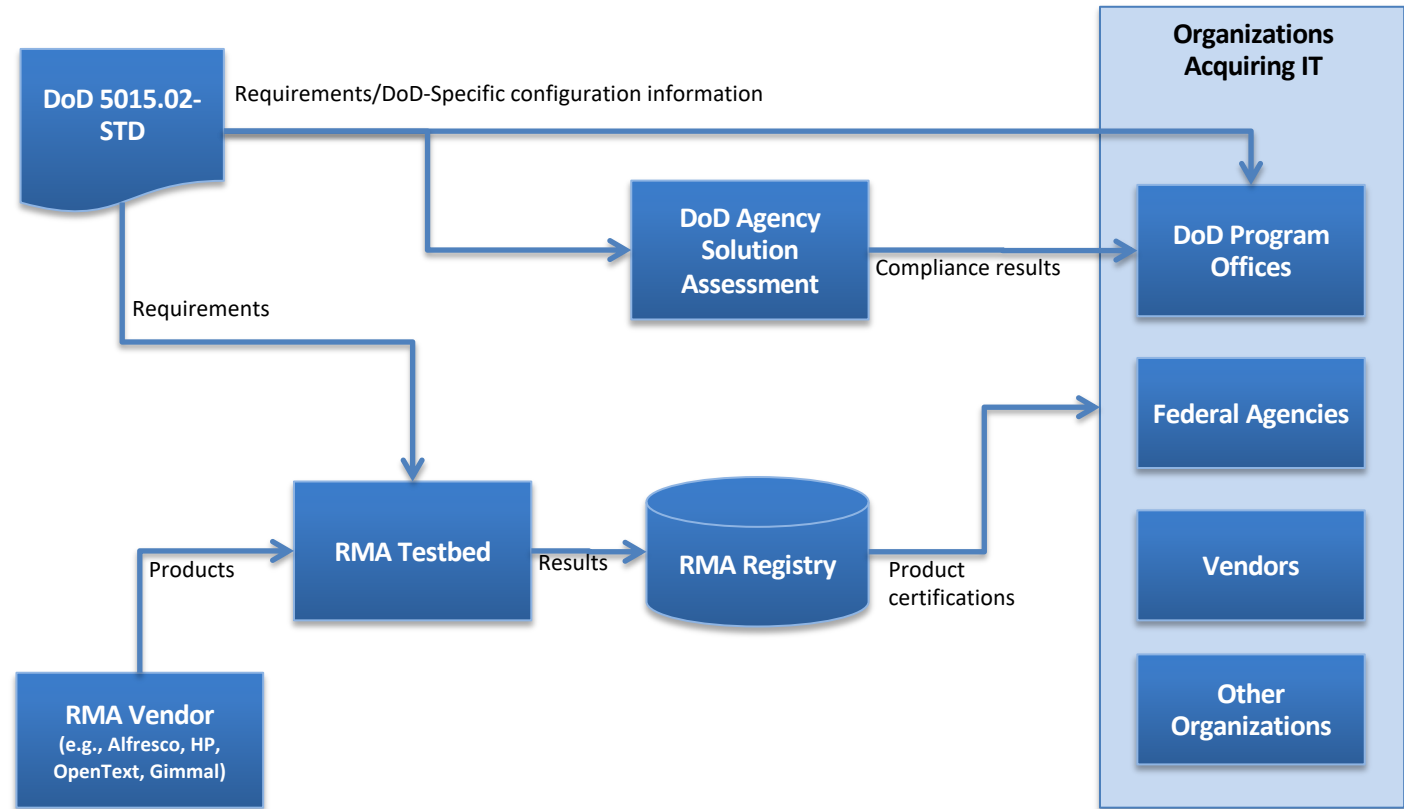 Organizations
Acquiring IT
DoD 5015.02-
STD
Requirements/DoD-Specific configuration information
DoD Agency
Solution
Assessment
Compliance results
DoD Program
Offices
Requirements
Federal Agencies
RMA Testbed
Results
RMA Registry
Product
certifications
Products
Vendors
RMA Vendor
(e.g., Alfresco, HP,
OpenText, Gimmal)
Other
Organizations